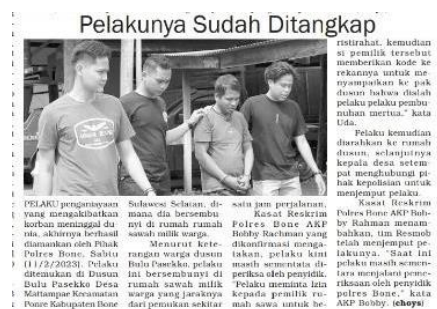 Pelakunya Sudah Ditangkap
PELAKU penganiayaan
yang mengakibatkan
korban meninggal du-
nia, akhirnya berhasil
diamankan oleh Pihak
Polres Bone, Sabtu
(11/2/2023). Pelaku
ditemukan di Dusun
Bulu Pasekko Desa
Mattampae Kecamatan
Ponre Kabupaten Bone
Sulawesi Selatan, di-
mana dia bersembu-
nyi di rumah rumah
sawah milik warga.
Menurut kete-
rangan warga dusun
Bulu Pasekko, pelaku
ini bersembunyi di
rumah sawah milik
warga yang jaraknya
dari pemukan sekitar
satu jam perjalanan.
Kasat Reskrim
Polres Bone AKP
Bobby Rachman yang
dikonfirmasi menga-
takan, pelaku kini
masih sementata di-
periksa oleh penyidik.
"Pelaku meminta izin
kepada pemilik ru-
mah sawa untuk be-
ristirahat, kemudian
si pemilik tersebut
memberikan kode ke
rekannya untuk me-
nyampaikan ke pak
dusun bahwa dialah
pelaku pelaku pembu-
nuhan mertua," kata
Uda.
Pelaku kemudian
diarahkan ke rumah
dusun, selanjutnya
kepala desa setem-
pat menghubungi pi-
hak kepolisian untuk
menjemput pelaku.
Kasat Reskrim
Polres Bone AKP Bob-
by Rahman menam-
bahkan, tim Resmob
telah menjemput pe-
lakunya. "Saat ini
pelaku masih semen-
tara menjalani peme-
riksaan oleh penyidik
polres Bone," kata
AKP Bobby. (choys)